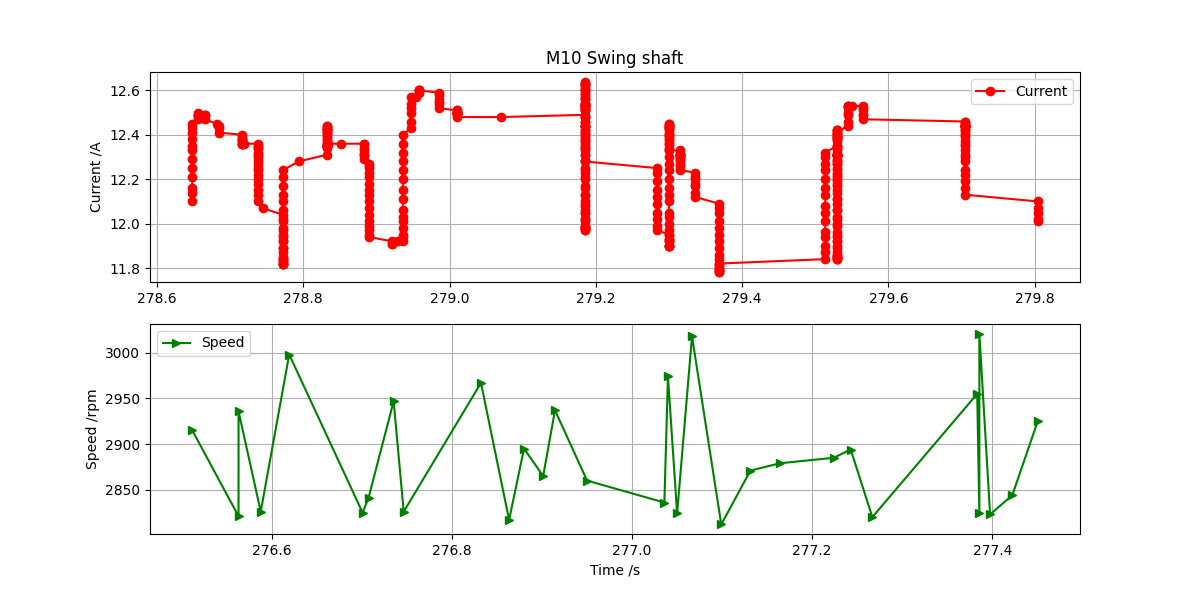 M10 Swing shaft
Current /A
12.6
12.4
12.2
12.0
11.8
Current
278.6 278.8 279.0 279.2 279.4 279.6 279.8
Speed /rpm
3000
2950
2900
2850
Speed
276.6 276.8 277.0 277.2 277.4
Time /s